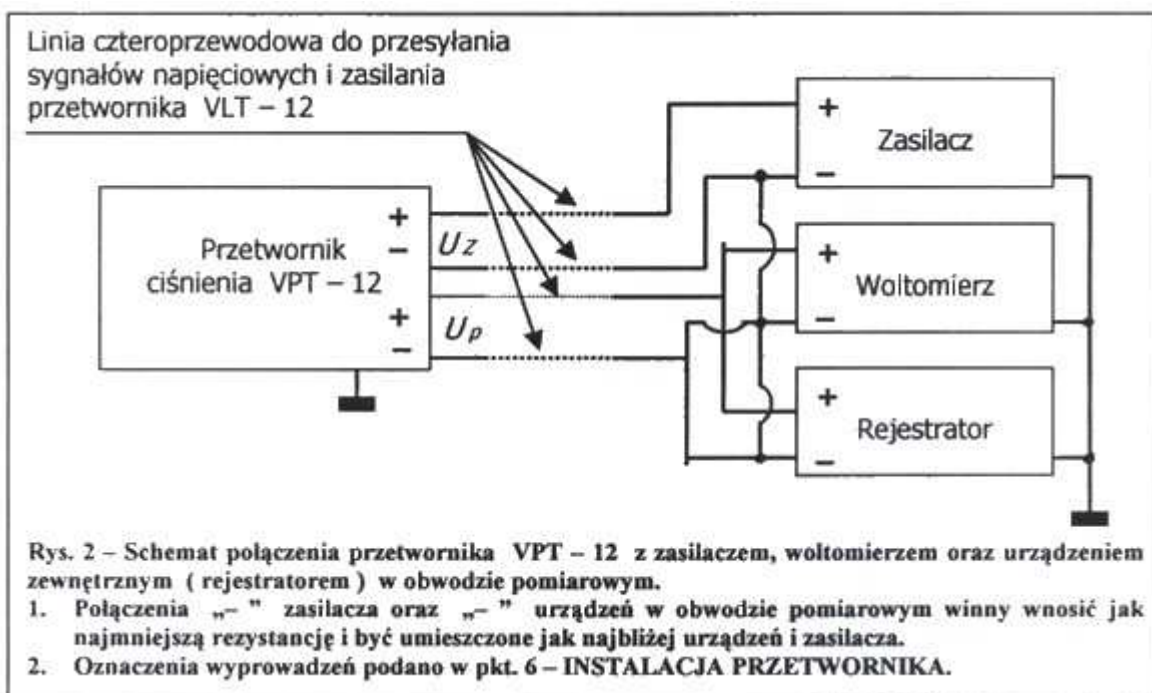 Linia czteroprzewodowa do przesyłania
sygnałów napięciowych i zasilania
przetwornika VLT – 12
+
Zasilacz
–
+
–
Uz
Przetwornik
ciśnienia VPT – 12
+
–
Up
+
Woltomierz
–
+
Rejestrator
–
Rys. 2 – Schemat połączenia przetwornika VPT – 12 z zasilaczem, woltomierzem oraz urządzeniem
zewnętrznym ( rejestratorem ) w obwodzie pomiarowym.
1. Połączenia „– ” zasilacza oraz „– ” urządzeń w obwodzie pomiarowym winny wnosić jak
najmniejszą rezystancję i być umieszczone jak najbliżej urządzeń i zasilacza.
2. Oznaczenia wyprowadzeń podano w pkt. 6 – INSTALACJA PRZETWORNIKA.